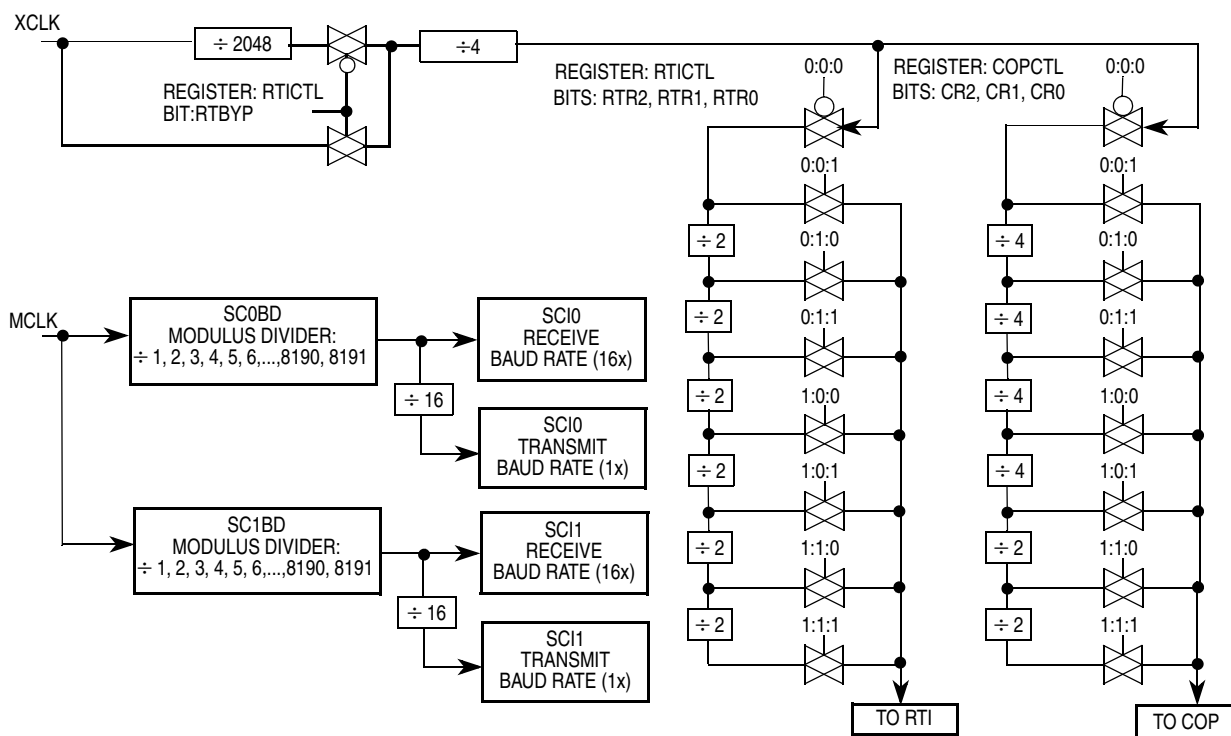 XCLK
÷ 2048
÷4
REGISTER: RTICTL
BIT:RTBYP
REGISTER: RTICTL
BITS: RTR2, RTR1, RTR0
0:0:0
REGISTER: COPCTL
BITS: CR2, CR1, CR0
0:0:0
0:0:1
0:0:1
÷ 2
0:1:0
÷ 4
0:1:0
÷ 2
0:1:1
÷ 4
0:1:1
÷ 2
1:0:0
÷ 4
1:0:0
÷ 2
1:0:1
÷ 4
1:0:1
÷ 2
1:1:0
÷ 2
1:1:0
÷ 2
1:1:1
÷ 2
1:1:1
TO RTI
TO COP
MCLK
SC0BD
MODULUS DIVIDER:
÷ 1, 2, 3, 4, 5, 6,...,8190, 8191
SCI0
RECEIVE
BAUD RATE (16x)
÷ 16
SCI0
TRANSMIT
BAUD RATE (1x)
SC1BD
MODULUS DIVIDER:
÷ 1, 2, 3, 4, 5, 6,...,8190, 8191
SCI1
RECEIVE
BAUD RATE (16x)
÷ 16
SCI1
TRANSMIT
BAUD RATE (1x)